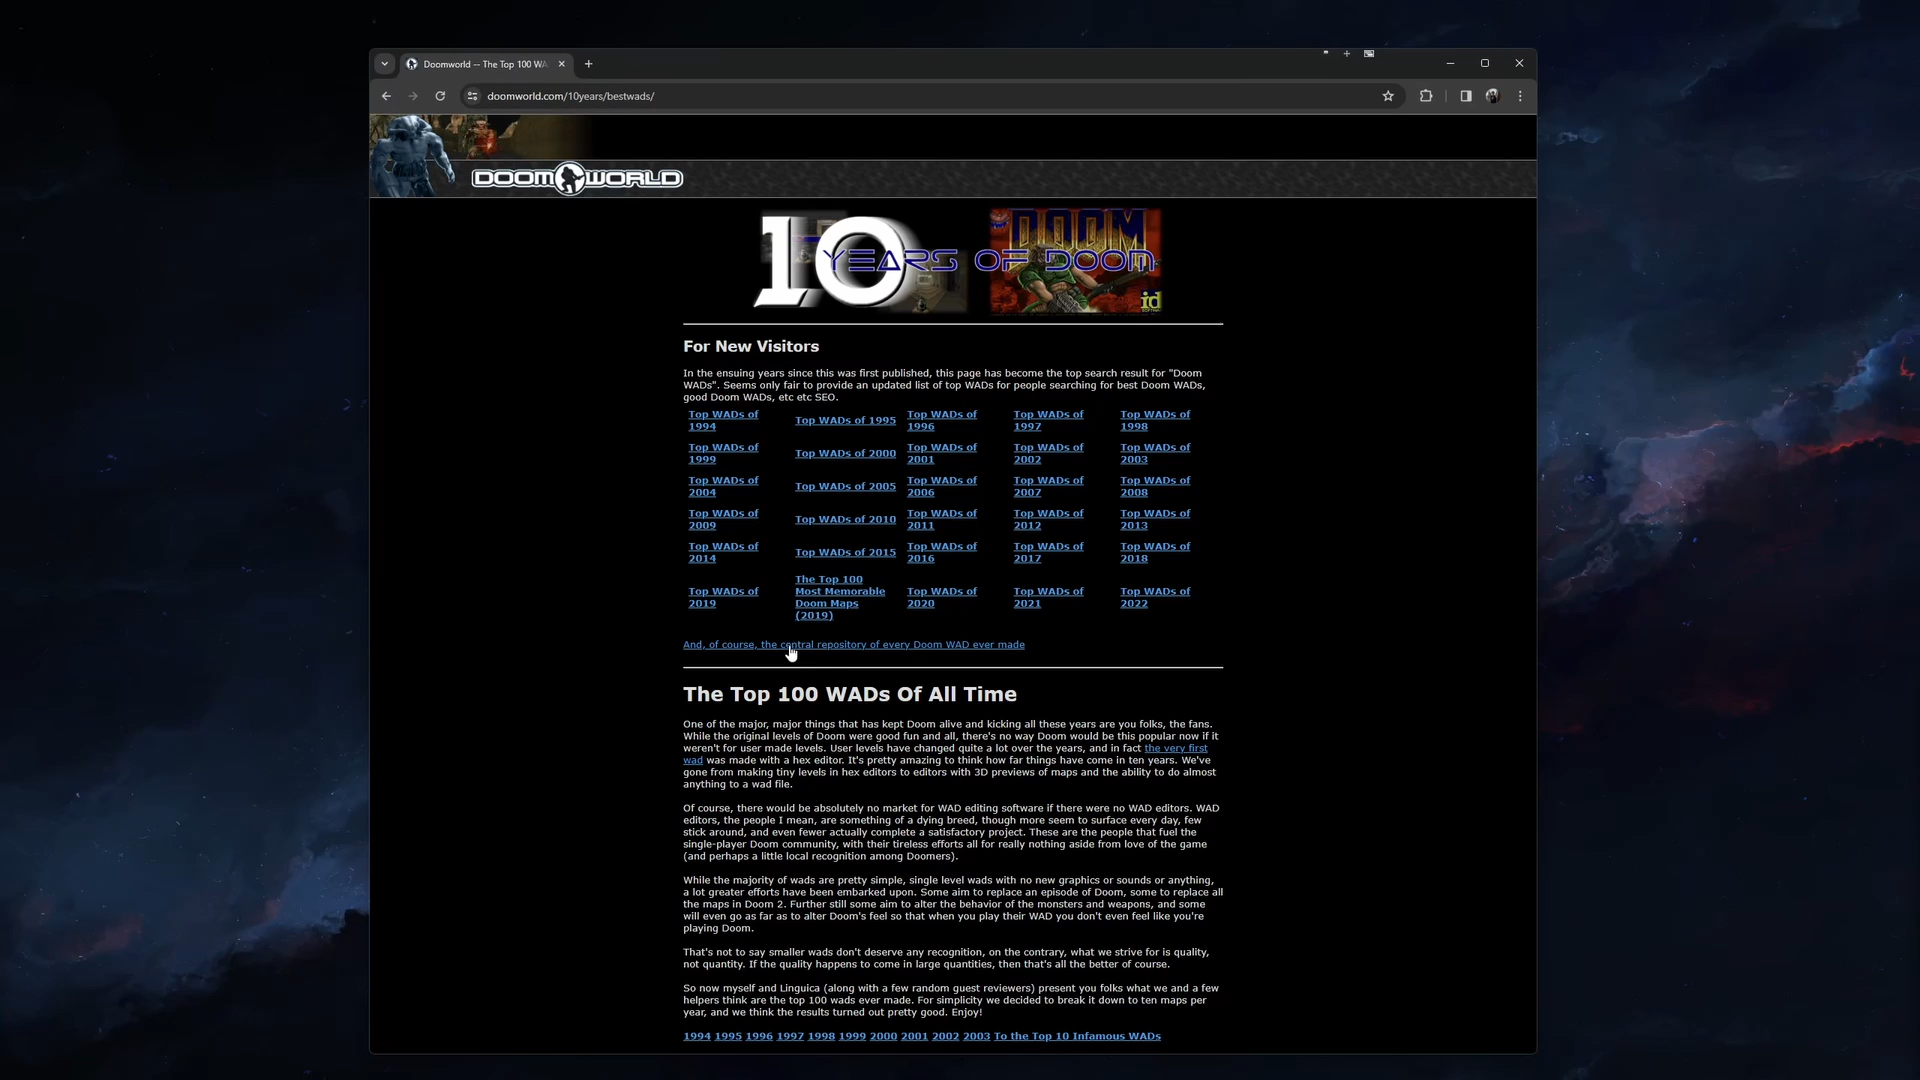 Doomworld -- The Top 100 WA
doomworld.com/10years/bestwads/
DOOM WORLD
10 YEARS OF DOOM
DOOM
id
For New Visitors
In the ensuing years since this was first published, this page has become the top search result for "Doom
WADs". Seems only fair to provide an updated list of top WADs for people searching for best Doom WADs,
good Doom WADs, etc etc SEO.
Top WADs of 1994
Top WADs of 1995
Top WADs of 1996
Top WADs of 1997
Top WADs of 1998
Top WADs of 1999
Top WADs of 2000
Top WADs of 2001
Top WADs of 2002
Top WADs of 2003
Top WADs of 2004
Top WADs of 2005
Top WADs of 2006
Top WADs of 2007
Top WADs of 2008
Top WADs of 2009
Top WADs of 2010
Top WADs of 2011
Top WADs of 2012
Top WADs of 2013
Top WADs of 2014
Top WADs of 2015
Top WADs of 2016
Top WADs of 2017
Top WADs of 2018
Top WADs of 2019
The Top 100
Most Memorable
Doom Maps
(2019)
Top WADs of 2020
Top WADs of 2021
Top WADs of 2022
And, of course, the central repository of every Doom WAD ever made
The Top 100 WADs Of All Time
One of the major, major things that has kept Doom alive and kicking all these years are you folks, the fans.
While the original levels of Doom were good fun and all, there's no way Doom would be this popular now if it
weren't for user made levels. User levels have changed quite a lot over the years, and in fact the very first
wad was made with a hex editor. It's pretty amazing to think how far things have come in ten years. We've
gone from making tiny levels in hex editors to editors with 3D previews of maps and the ability to do almost
anything to a wad file.
Of course, there would be absolutely no market for WAD editing software if there were no WAD editors. WAD
editors, the people I mean, are something of a dying breed, though more seem to surface every day, few
stick around, and even fewer actually complete a satisfactory project. These are the people that fuel the
single-player Doom community, with their tireless efforts all for really nothing aside from love of the game
(and perhaps a little local recognition among Doomers).
While the majority of wads are pretty simple, single level wads with no new graphics or sounds or anything,
a lot greater efforts have been embarked upon. Some aim to replace an episode of Doom, some to replace all
the maps in Doom 2. Further still some aim to alter the behavior of the monsters and weapons, and some
will even go as far as to alter Doom's feel so that when you play their WAD you don't even feel like you're
playing Doom.
That's not to say smaller wads don't deserve any recognition, on the contrary, what we strive for is quality,
not quantity. If the quality happens to come in large quantities, then that's all the better of course.
So now myself and Linguica (along with a few random guest reviewers) present you folks what we and a few
helpers think are the top 100 wads ever made. For simplicity we decided to break it down to ten maps per
year, and we think the results turned out pretty good. Enjoy!
1994 1995 1996 1997 1998 1999 2000 2001 2002 2003 To the Top 10 Infamous WADs